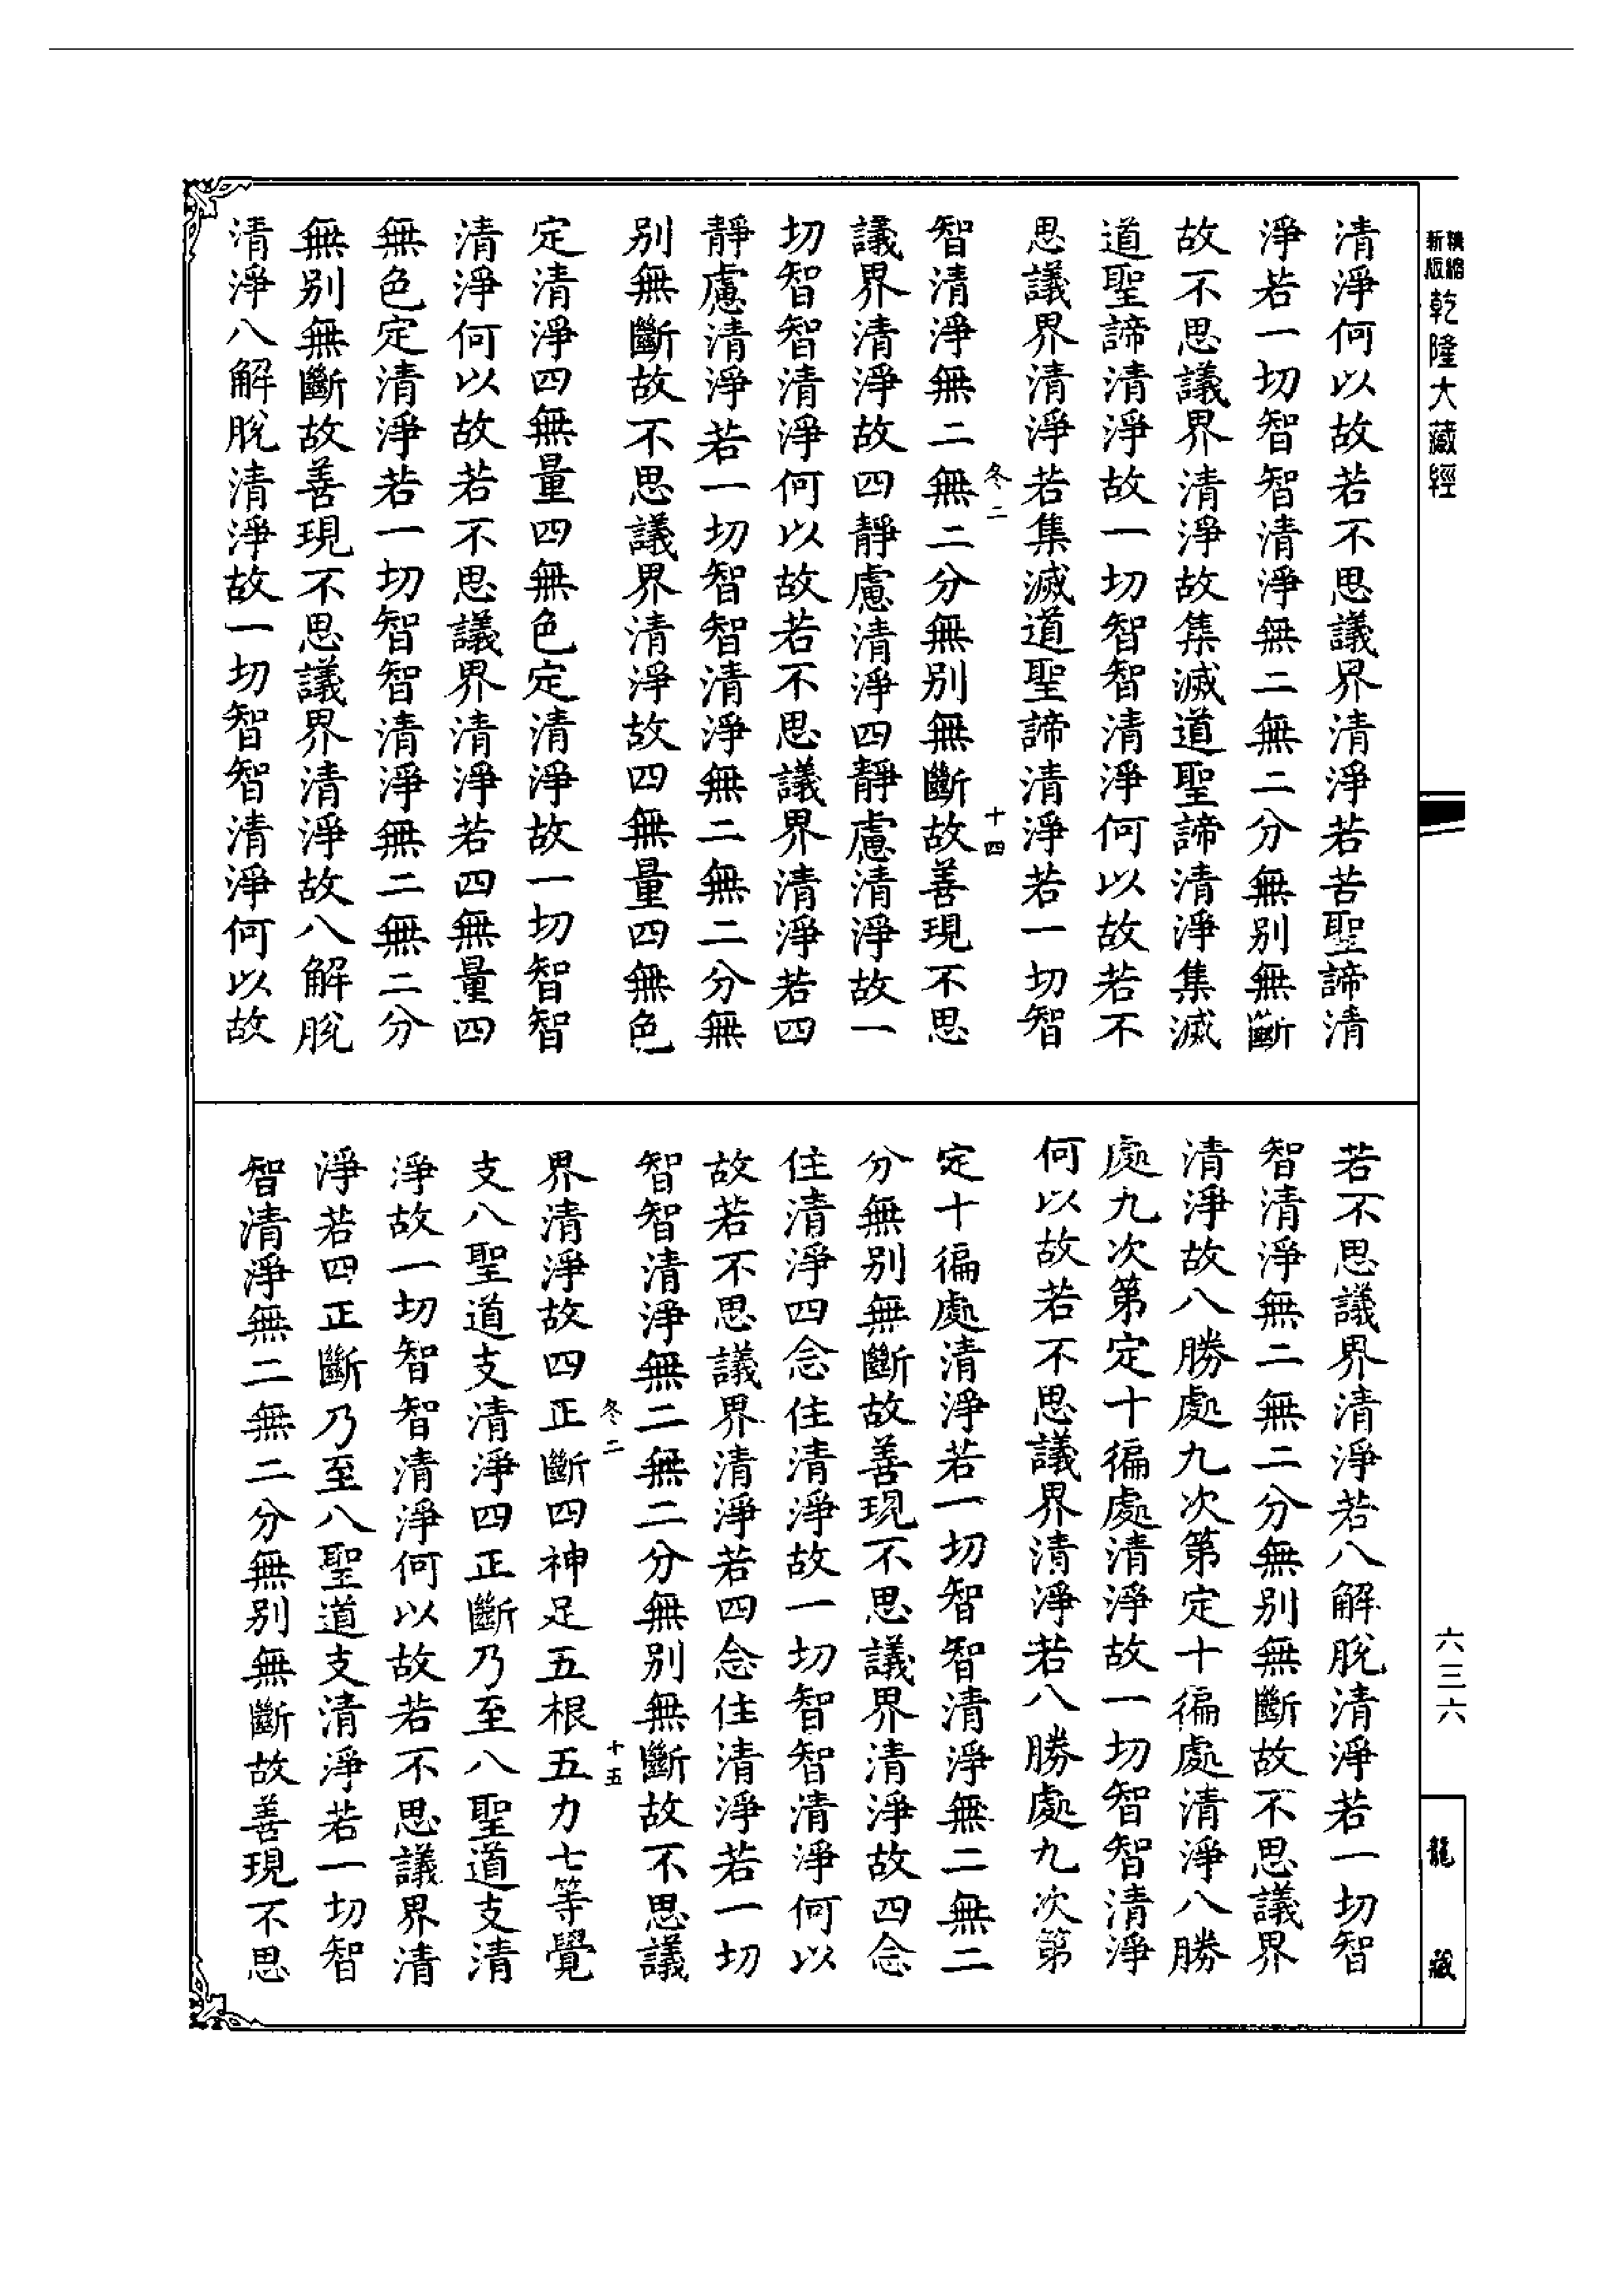 新版精縮乾隆大藏經
六三六
龍藏
清淨何以故若不思議界清淨若苦聖諦清
淨若一切智智清淨無二無二分無別無斷
故不思議界清淨故集滅道聖諦清淨集滅
道聖諦清淨故一切智智清淨何以故若不
思議界清淨若集滅道聖諦清淨若一切智
冬二
十四
智清淨無二無二分無別無斷故善現不思
議界清淨故四靜慮清淨四靜慮清淨故一
切智智清淨何以故若不思議界清淨若四
靜慮清淨若一切智智清淨無二無二分無
別無斷故不思議界清淨故四無量四無色
定清淨四無量四無色定清淨故一切智智
清淨何以故若不思議界清淨若四無量四
無色定清淨若一切智智清淨無二無二分
無別無斷故善現不思議界清淨故八解脫
清淨八解脫清淨故一切智智清淨何以故
若不思議界清淨若八解脫清淨若一切智
智清淨無二無二分無別無斷故不思議界
清淨故八勝處九次第定十徧處清淨八勝
處九次第定十徧處清淨故一切智智清淨
何以故若不思議界清淨若八勝處九次第
定十徧處清淨若一切智智清淨無二無二
分無別無斷故善現不思議界清淨故四念
住清淨四念住清淨故一切智智清淨何以
故若不思議界清淨若四念住清淨若一切
智智清淨無二無二分無別無斷故不思議
冬二
十五
界清淨故四正斷四神足五根五力七等覺
支八聖道支清淨四正斷乃至八聖道支清
淨故一切智智清淨何以故若不思議界清
淨若四正斷乃至八聖道支清淨若一切智
智清淨無二無二分無別無斷故善現不思